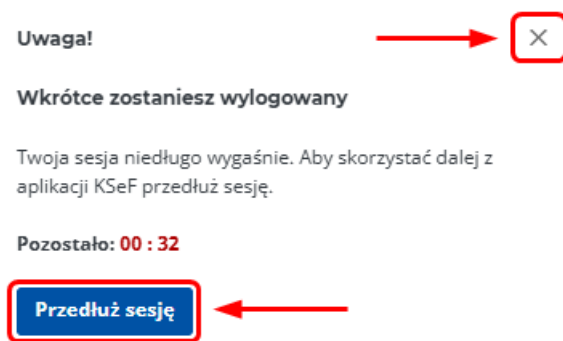 Uwaga!
Wkrótce zostaniesz wylogowany
Twoja sesja niedługo wygaśnie. Aby skorzystać dalej z
aplikacji KSeF przedłuż sesję.
Pozostało: 00 : 32
Przedłuż sesję